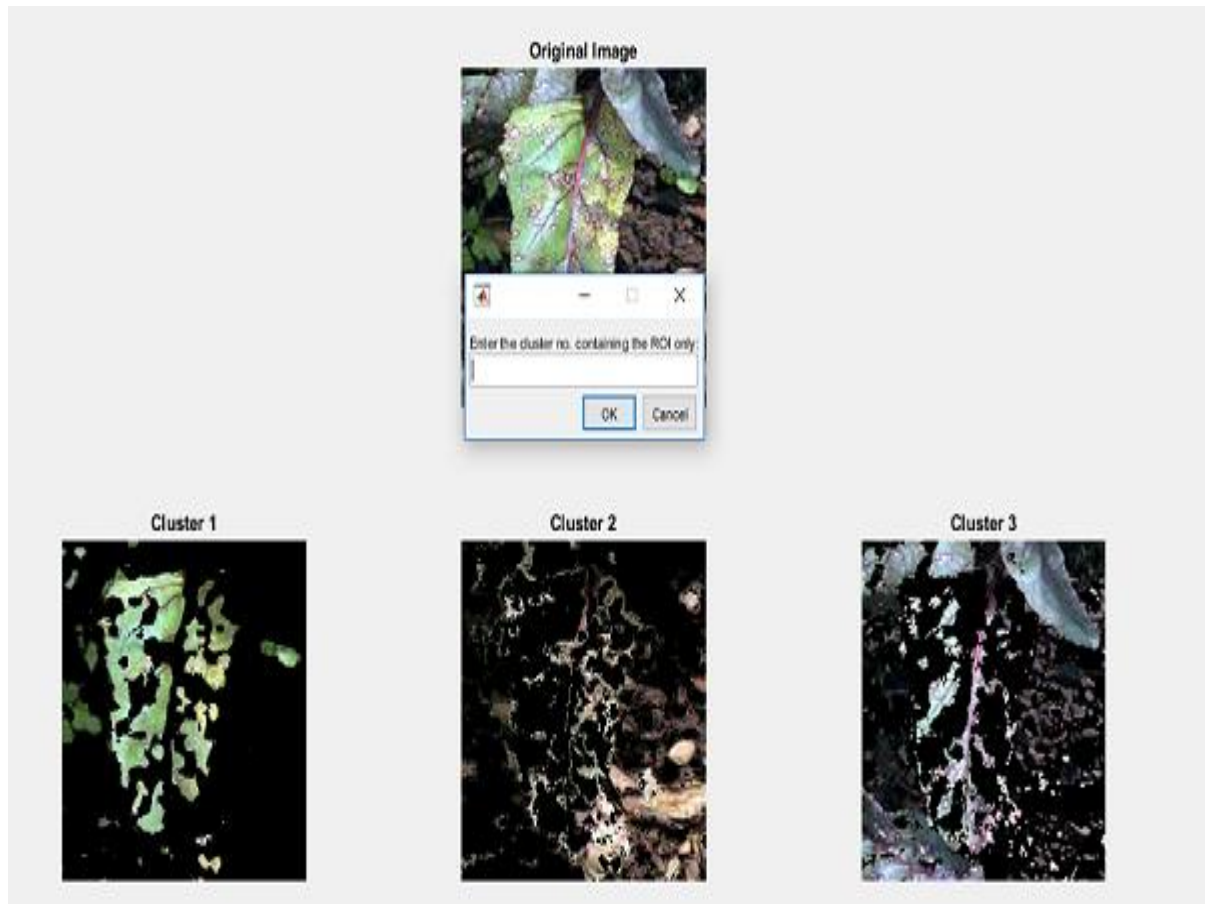 Original Image
Enter the cluster no. containing the ROI only:
OK Cancel
Cluster 1 Cluster 2 Cluster 3